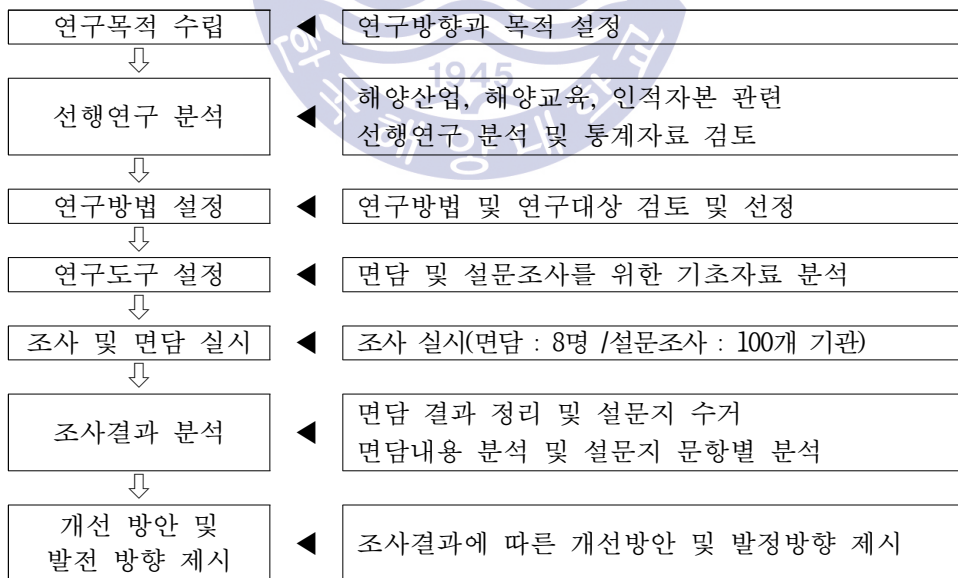 연구목적 수립 ◀ 연구방향과 목적 설정
⇩
선행연구 분석 ◀ 해양산업, 해양교육, 인적자본 관련
선행연구 분석 및 통계자료 검토
⇩
연구방법 설정 ◀ 연구방법 및 연구대상 검토 및 선정
⇩
연구도구 설정 ◀ 면담 및 설문조사를 위한 기초자료 분석
⇩
조사 및 면담 실시 ◀ 조사 실시(면담 : 8명 /설문조사 : 100개 기관)
⇩
조사결과 분석 ◀ 면담 결과 정리 및 설문지 수거
면담내용 분석 및 설문지 문항별 분석
⇩
개선 방안 및
발전 방향 제시 ◀ 조사결과에 따른 개선방안 및 발정방향 제시
1945
한국해양대학교